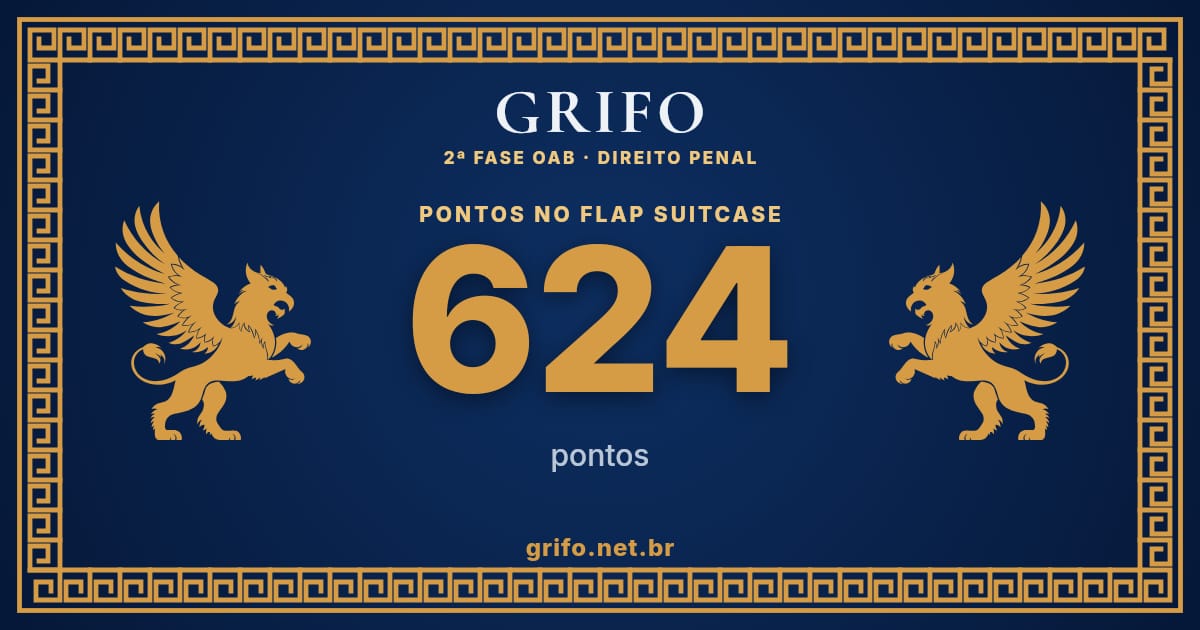 GRIFO
2ª FASE OAB · DIREITO PENAL
PONTOS NO FLAP SUITCASE
624
pontos
grifo.net.br